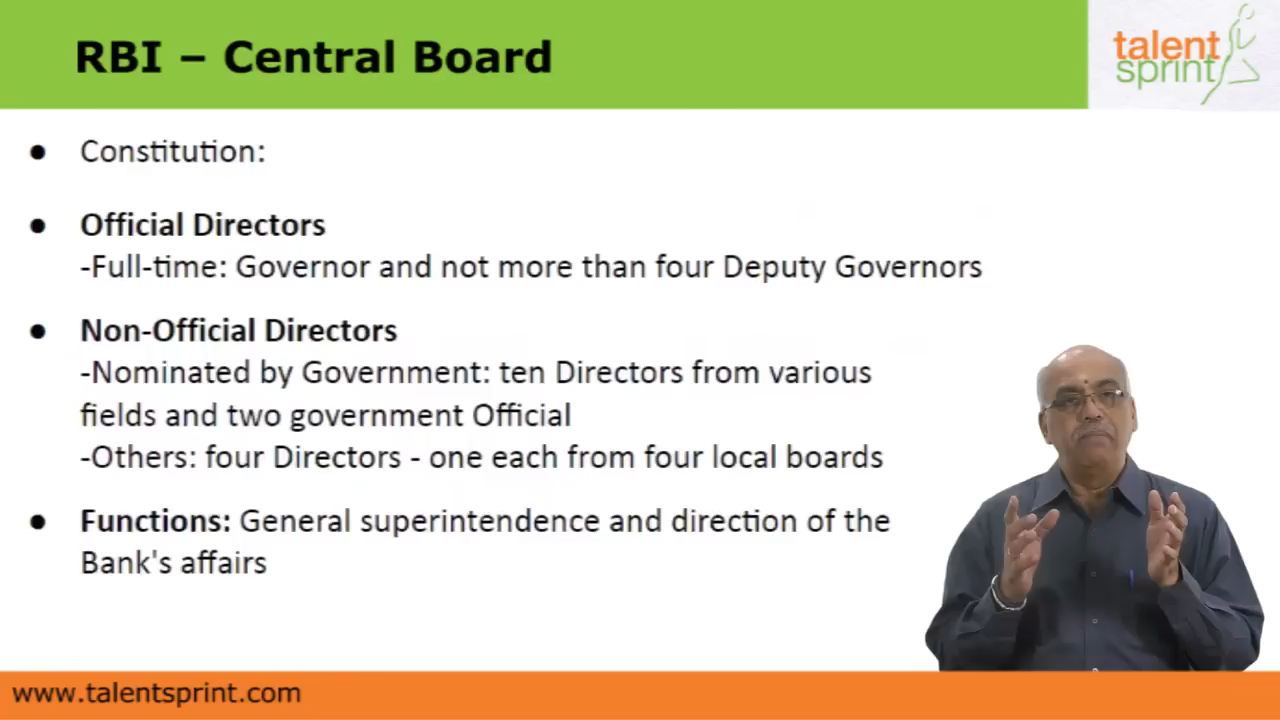 RBI – Central Board
talent
sprint
● Constitution:
● Official Directors
-Full-time: Governor and not more than four Deputy Governors
● Non-Official Directors
-Nominated by Government: ten Directors from various
fields and two government Official
-Others: four Directors - one each from four local boards
● Functions: General superintendence and direction of the
Bank's affairs
www.talentsprint.com